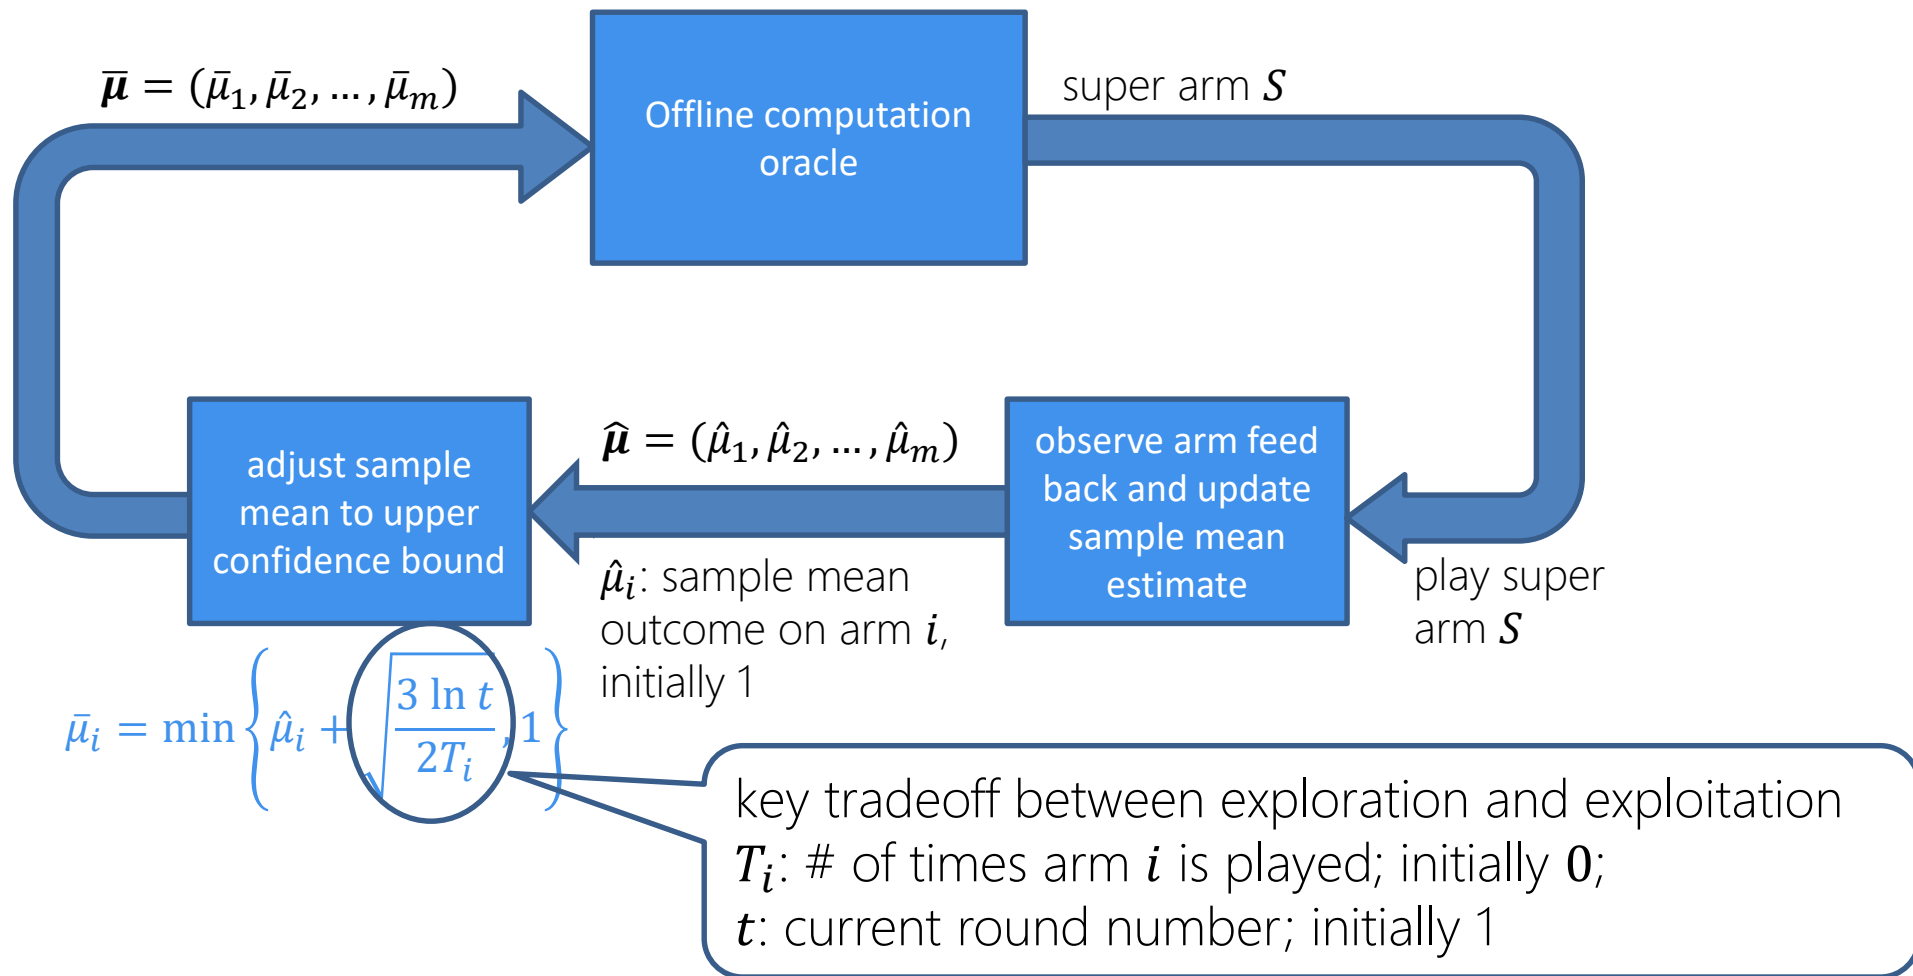 𝝁̅ = (μ̅₁, μ̅₂, …, μ̅ₘ)
Offline computation
oracle
super arm 𝑺
adjust sample
mean to upper
confidence bound
𝝁̂ = (μ̂₁, μ̂₂, …, μ̂ₘ)
μ̂ᵢ: sample mean
outcome on arm 𝒊,
initially 1
observe arm feed
back and update
sample mean
estimate
play super
arm 𝑺
μ̅ᵢ = min{μ̂ᵢ + √(3 ln t / 2Tᵢ), 1}
key tradeoff between exploration and exploitation
𝑻ᵢ: # of times arm 𝒊 is played; initially 𝟎;
𝒕: current round number; initially 1